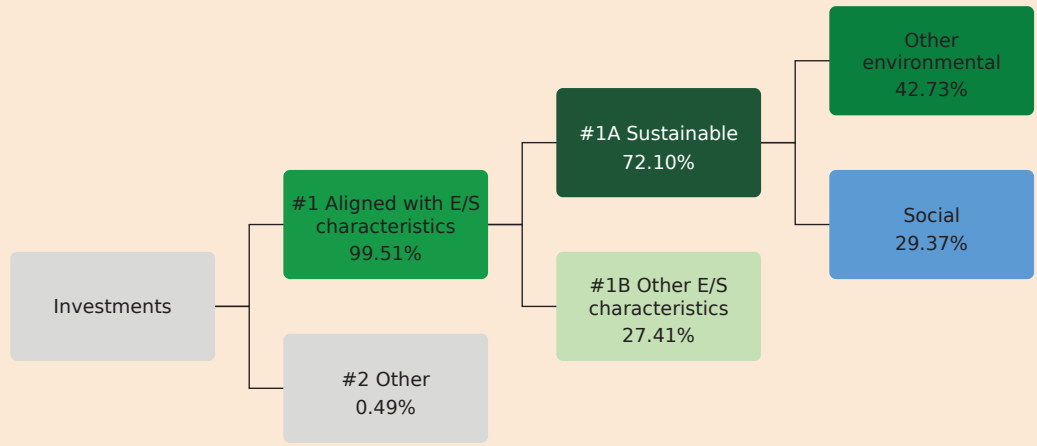 Investments
#1 Aligned with E/S
characteristics
99.51%
#2 Other
0.49%
#1A Sustainable
72.10%
#1B Other E/S
characteristics
27.41%
Other
environmental
42.73%
Social
29.37%